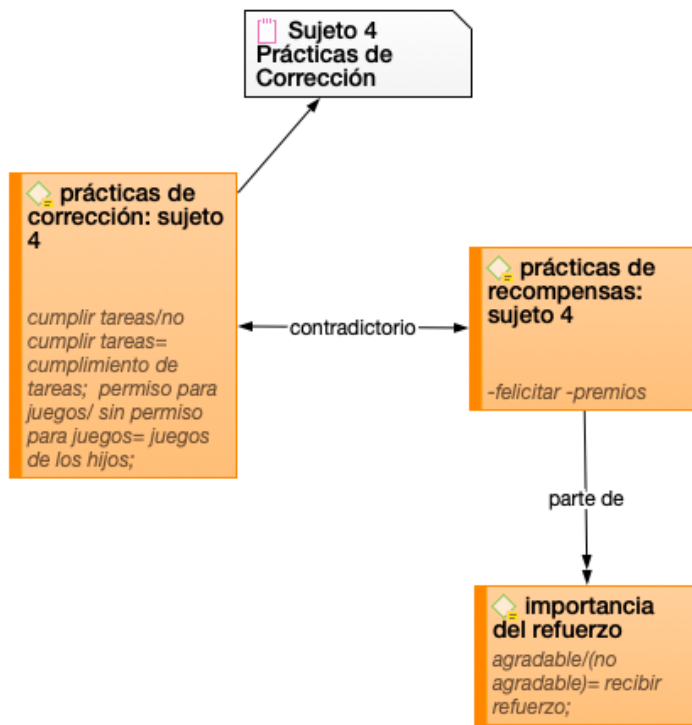 Sujeto 4
Prácticas de
Corrección
prácticas de
corrección: sujeto
4
cumplir tareas/no
cumplir tareas=
cumplimiento de
tareas;  permiso para
juegos/ sin permiso
para juegos= juegos
de los hijos;
contradictorio
prácticas de
recompensas:
sujeto 4
-felicitar -premios
parte de
importancia
del refuerzo
agradable/(no
agradable)= recibir
refuerzo;